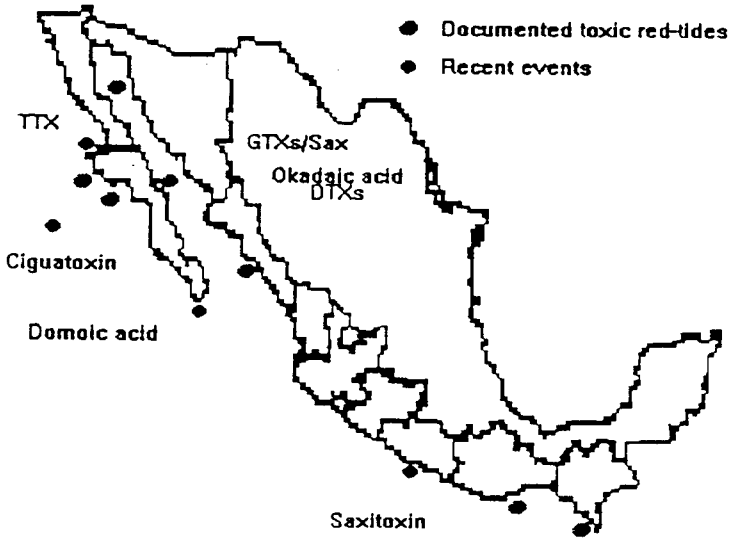 Documented toxic red-tides
Recent events
TTX
GTXs/Sax
Okadaic acid
DTXs
Ciguatoxin
Domoic acid
Saxitoxin